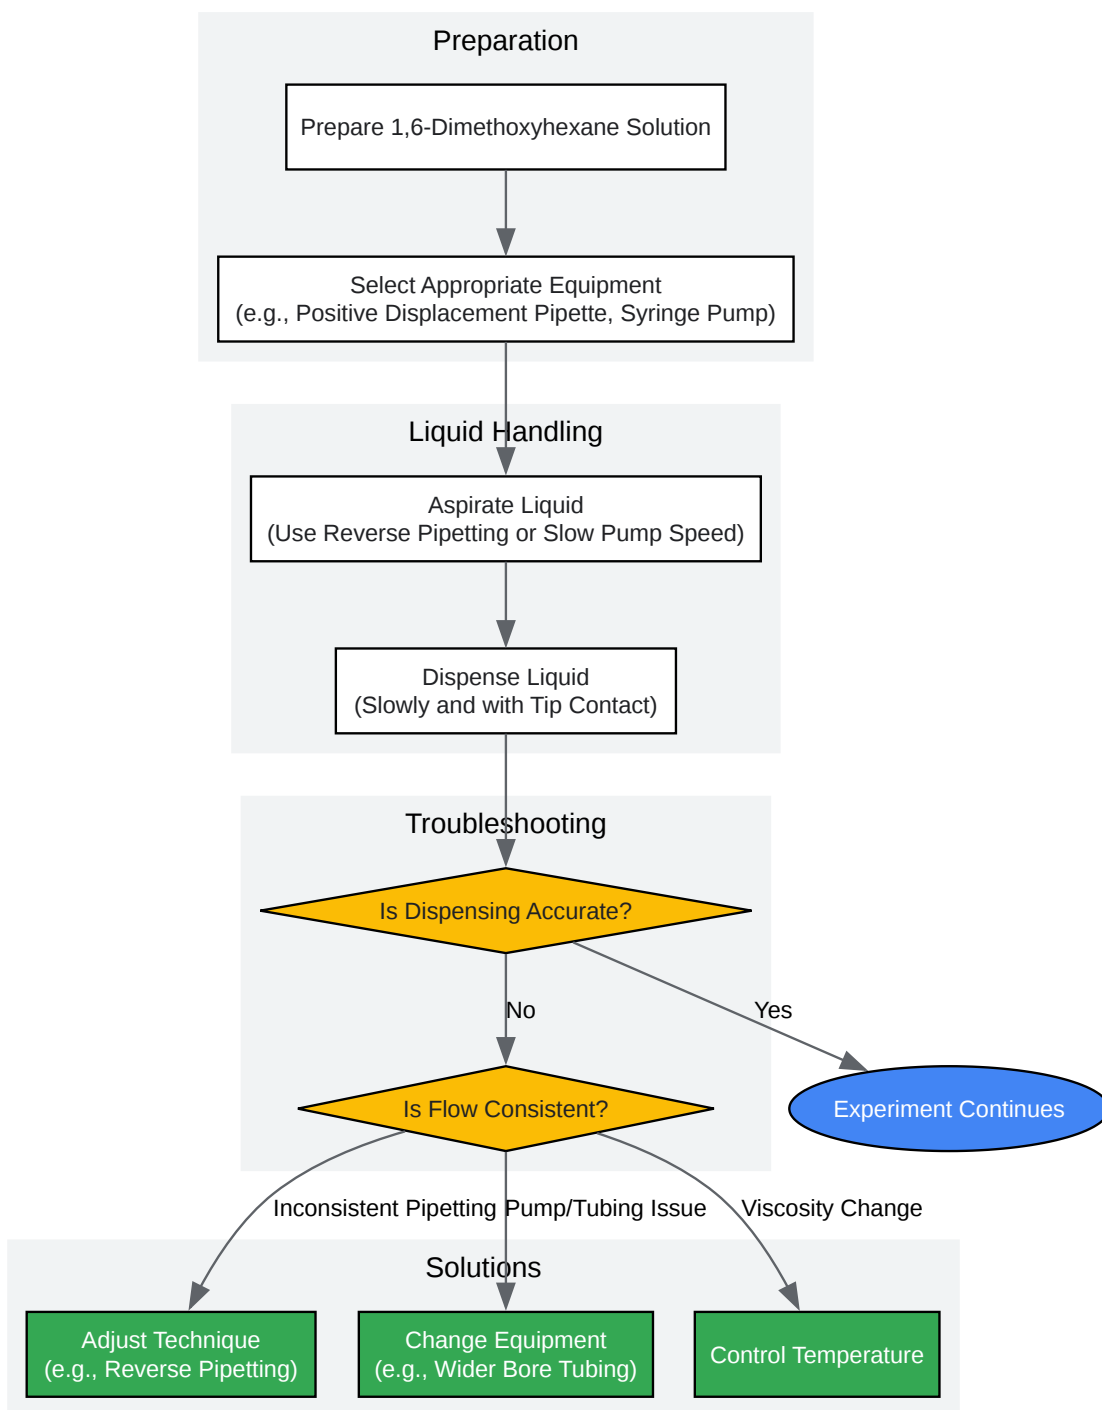 Preparation
Prepare 1,6-Dimethoxyhexane Solution
Select Appropriate Equipment
(e.g., Positive Displacement Pipette, Syringe Pump)
Liquid Handling
Aspirate Liquid
(Use Reverse Pipetting or Slow Pump Speed)
Dispense Liquid
(Slowly and with Tip Contact)
Troubleshooting
Is Dispensing Accurate?
No
Yes
Is Flow Consistent?
Experiment Continues
Inconsistent Pipetting
Pump/Tubing Issue
Viscosity Change
Solutions
Adjust Technique
(e.g., Reverse Pipetting)
Change Equipment
(e.g., Wider Bore Tubing)
Control Temperature